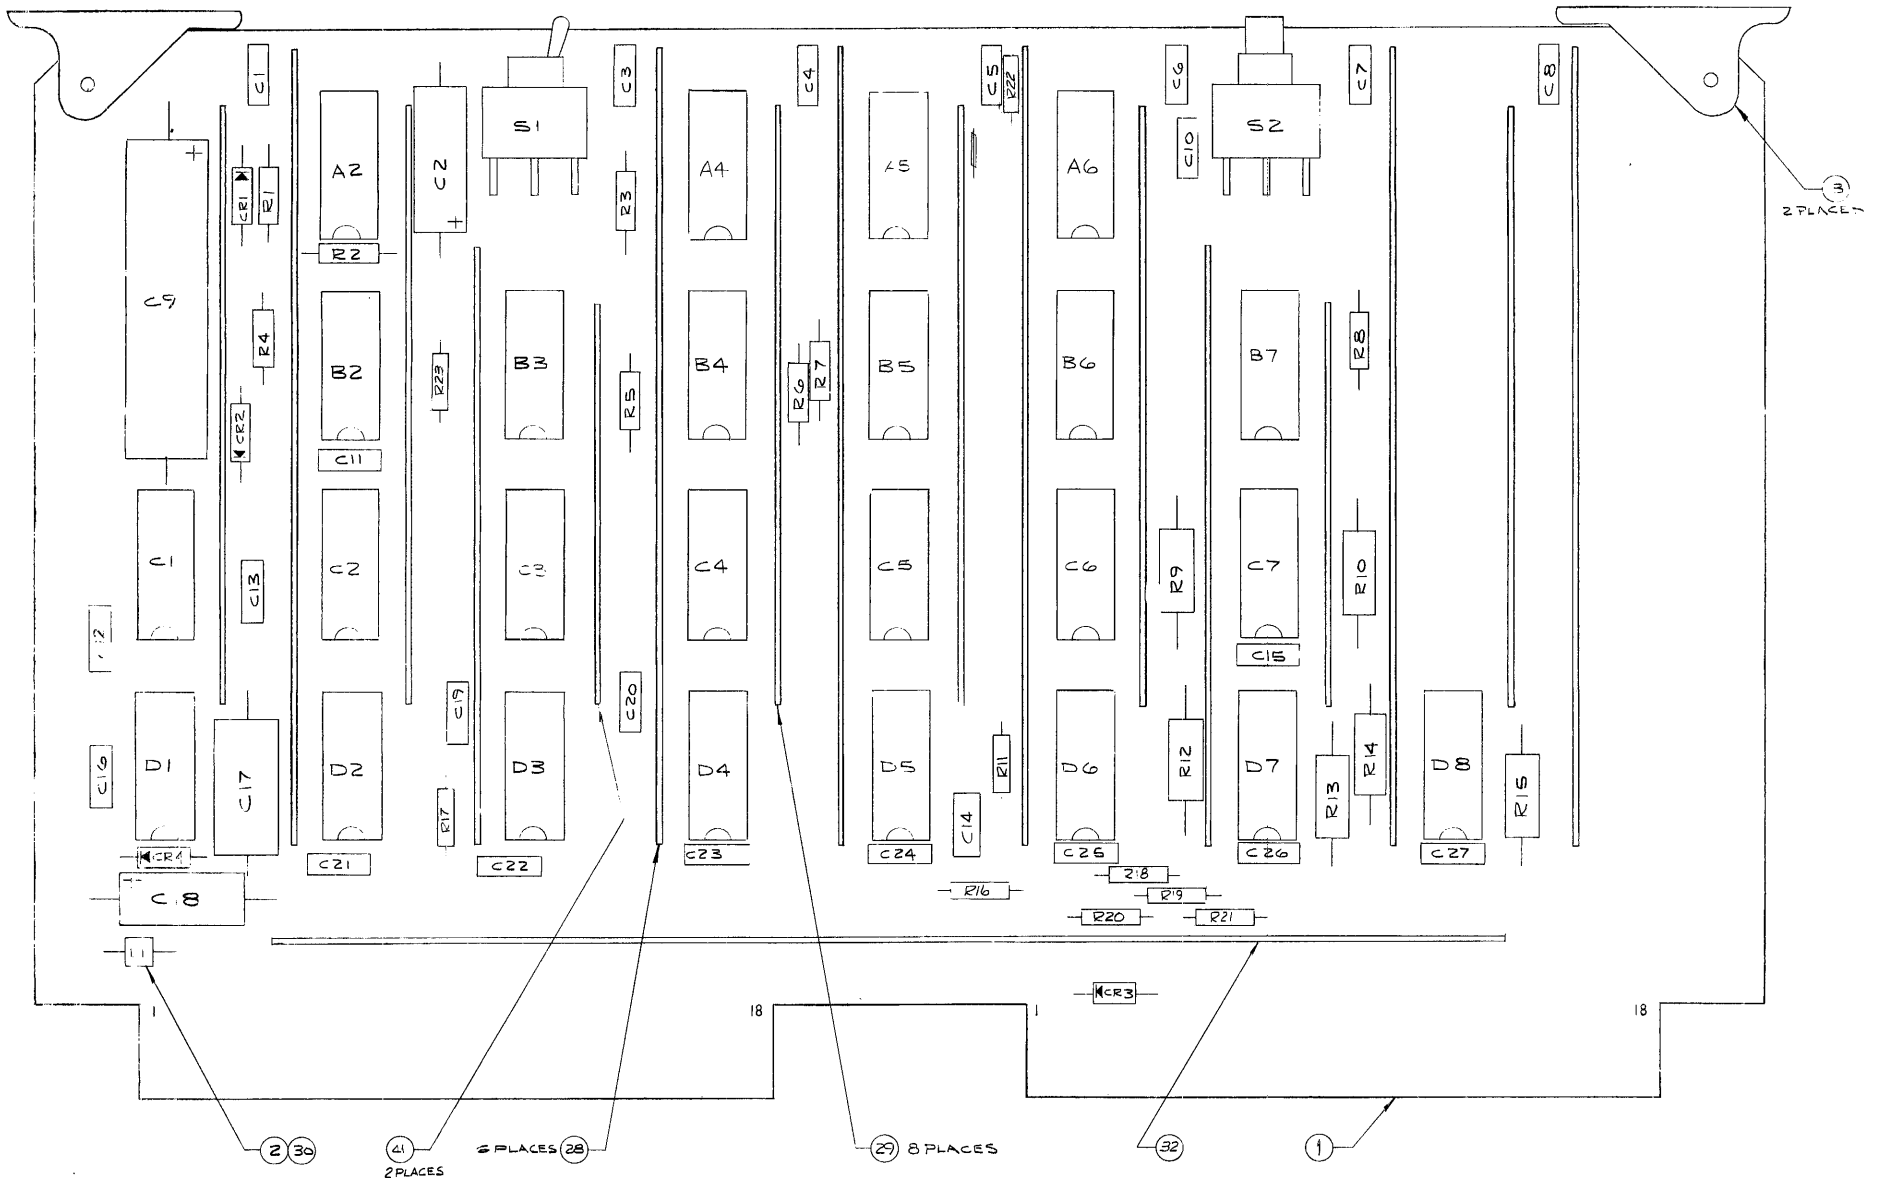 C1
C3
C4
C5
R22
C6
C7
C8
S1
S2
C10
A2
C2
+
A4
A5
A6
3
2 PLACES
+
CR1
R1
R3
R2
C9
R4
B2
R23
B3
R5
B4
R6
R7
B5
B6
B7
R8
CR2
C11
C1
C13
C2
C3
C4
C5
C6
R9
C7
R10
C15
C19
C20
C16
D1
C17
D2
R17
D3
D4
D5
C14
R11
D6
R12
D7
R13
R14
D8
R15
CR4
C21
C22
C23
C24
C25
C26
C27
+
C18
R16
R19
R20
R21
CR3
1
18
1
18
2
30
41
2 PLACES
PLACES
28
29
8 PLACES
32
1